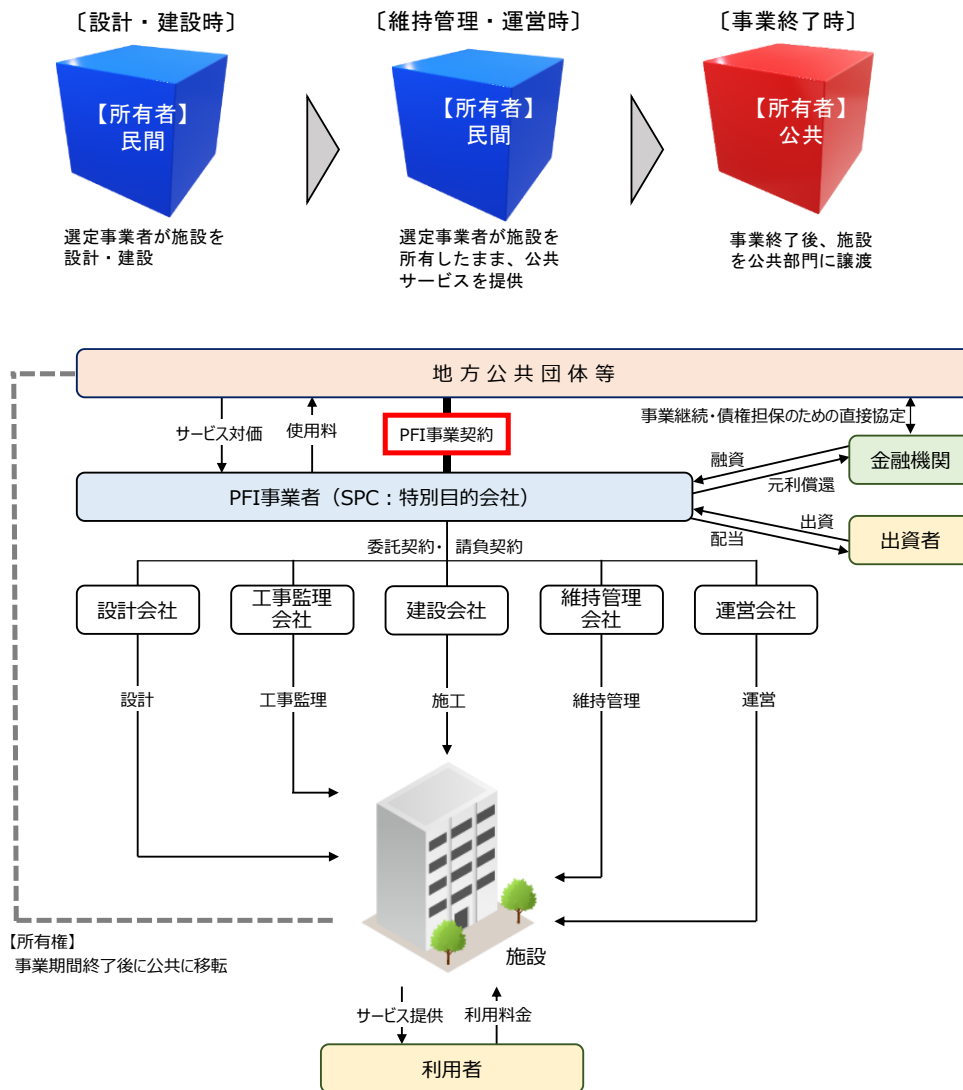 〔設計・建設時〕
〔維持管理・運営時〕
〔事業終了時〕
【所有者】
民間
【所有者】
民間
【所有者】
公共
選定事業者が施設を
設計・建設
選定事業者が施設を
所有したまま、公共
サービスを提供
事業終了後、施設
を公共部門に譲渡
地方公共団体等
サービス対価
使用料
PFI事業契約
事業継続・債権担保のための直接協定
融資
金融機関
元利償還
PFI事業者（SPC：特別目的会社）
出資
配当
出資者
委託契約・ 請負契約
設計会社
工事監理
会社
建設会社
維持管理
会社
運営会社
設計
工事監理
施工
維持管理
運営
施設
【所有権】
事業期間終了後に公共に移転
サービス提供
利用料金
利用者